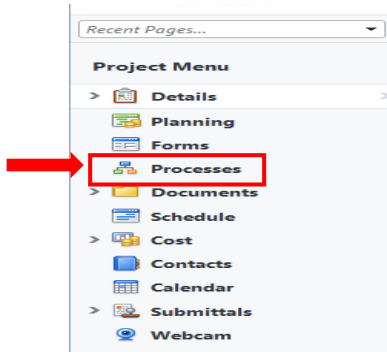 Recent Pages...
Project Menu
Details
Planning
Forms
Processes
Documents
Schedule
Cost
Contacts
Calendar
Submittals
Webcam